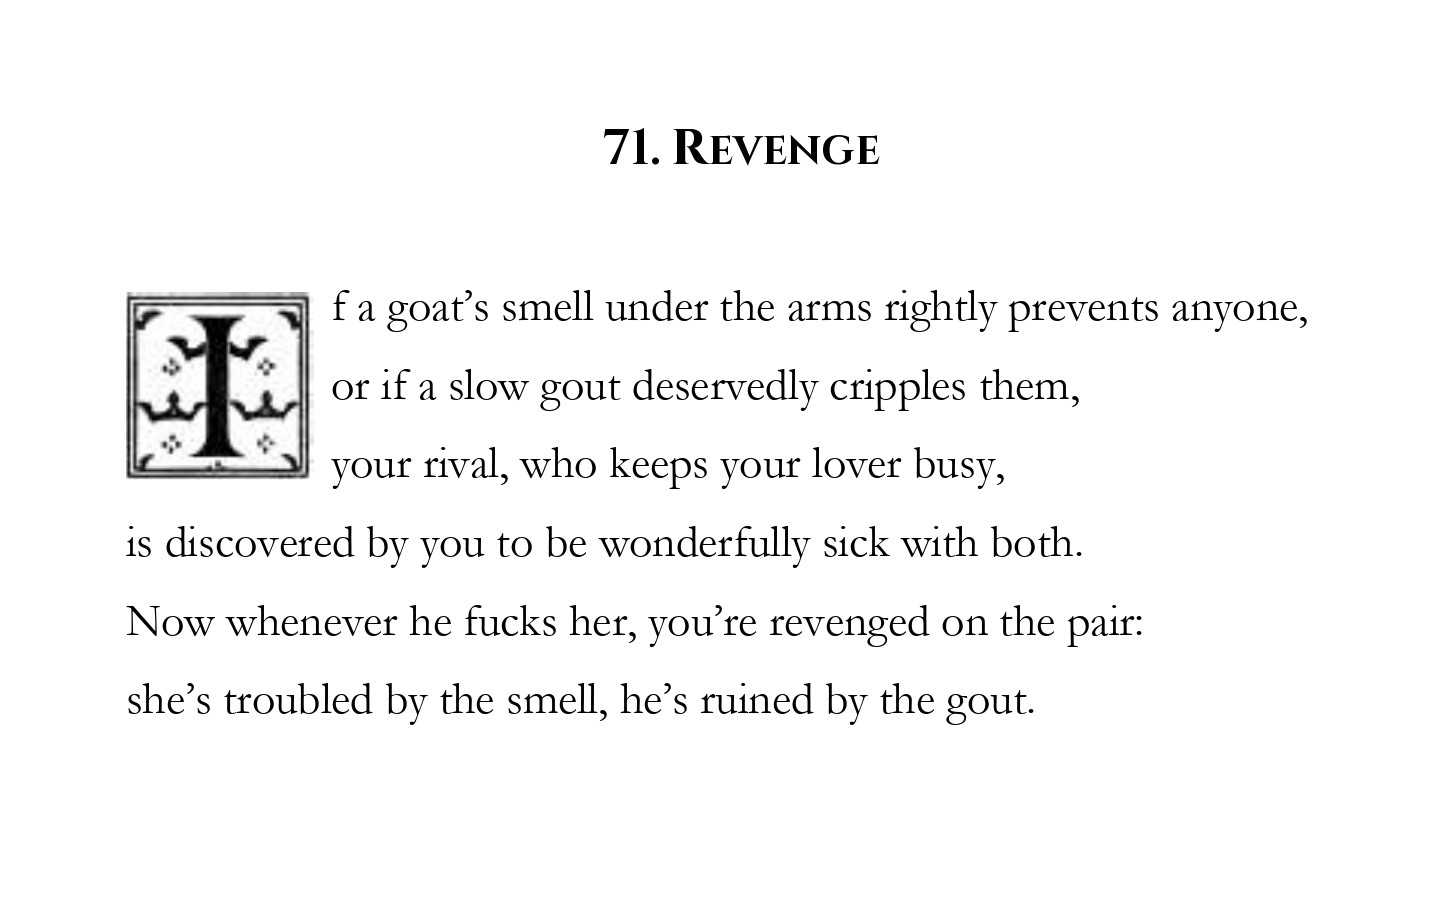 71. REVENGE
If a goat’s smell under the arms rightly prevents anyone,
or if a slow gout deservedly cripples them,
your rival, who keeps your lover busy,
is discovered by you to be wonderfully sick with both.
Now whenever he fucks her, you’re revenged on the pair:
she’s troubled by the smell, he’s ruined by the gout.